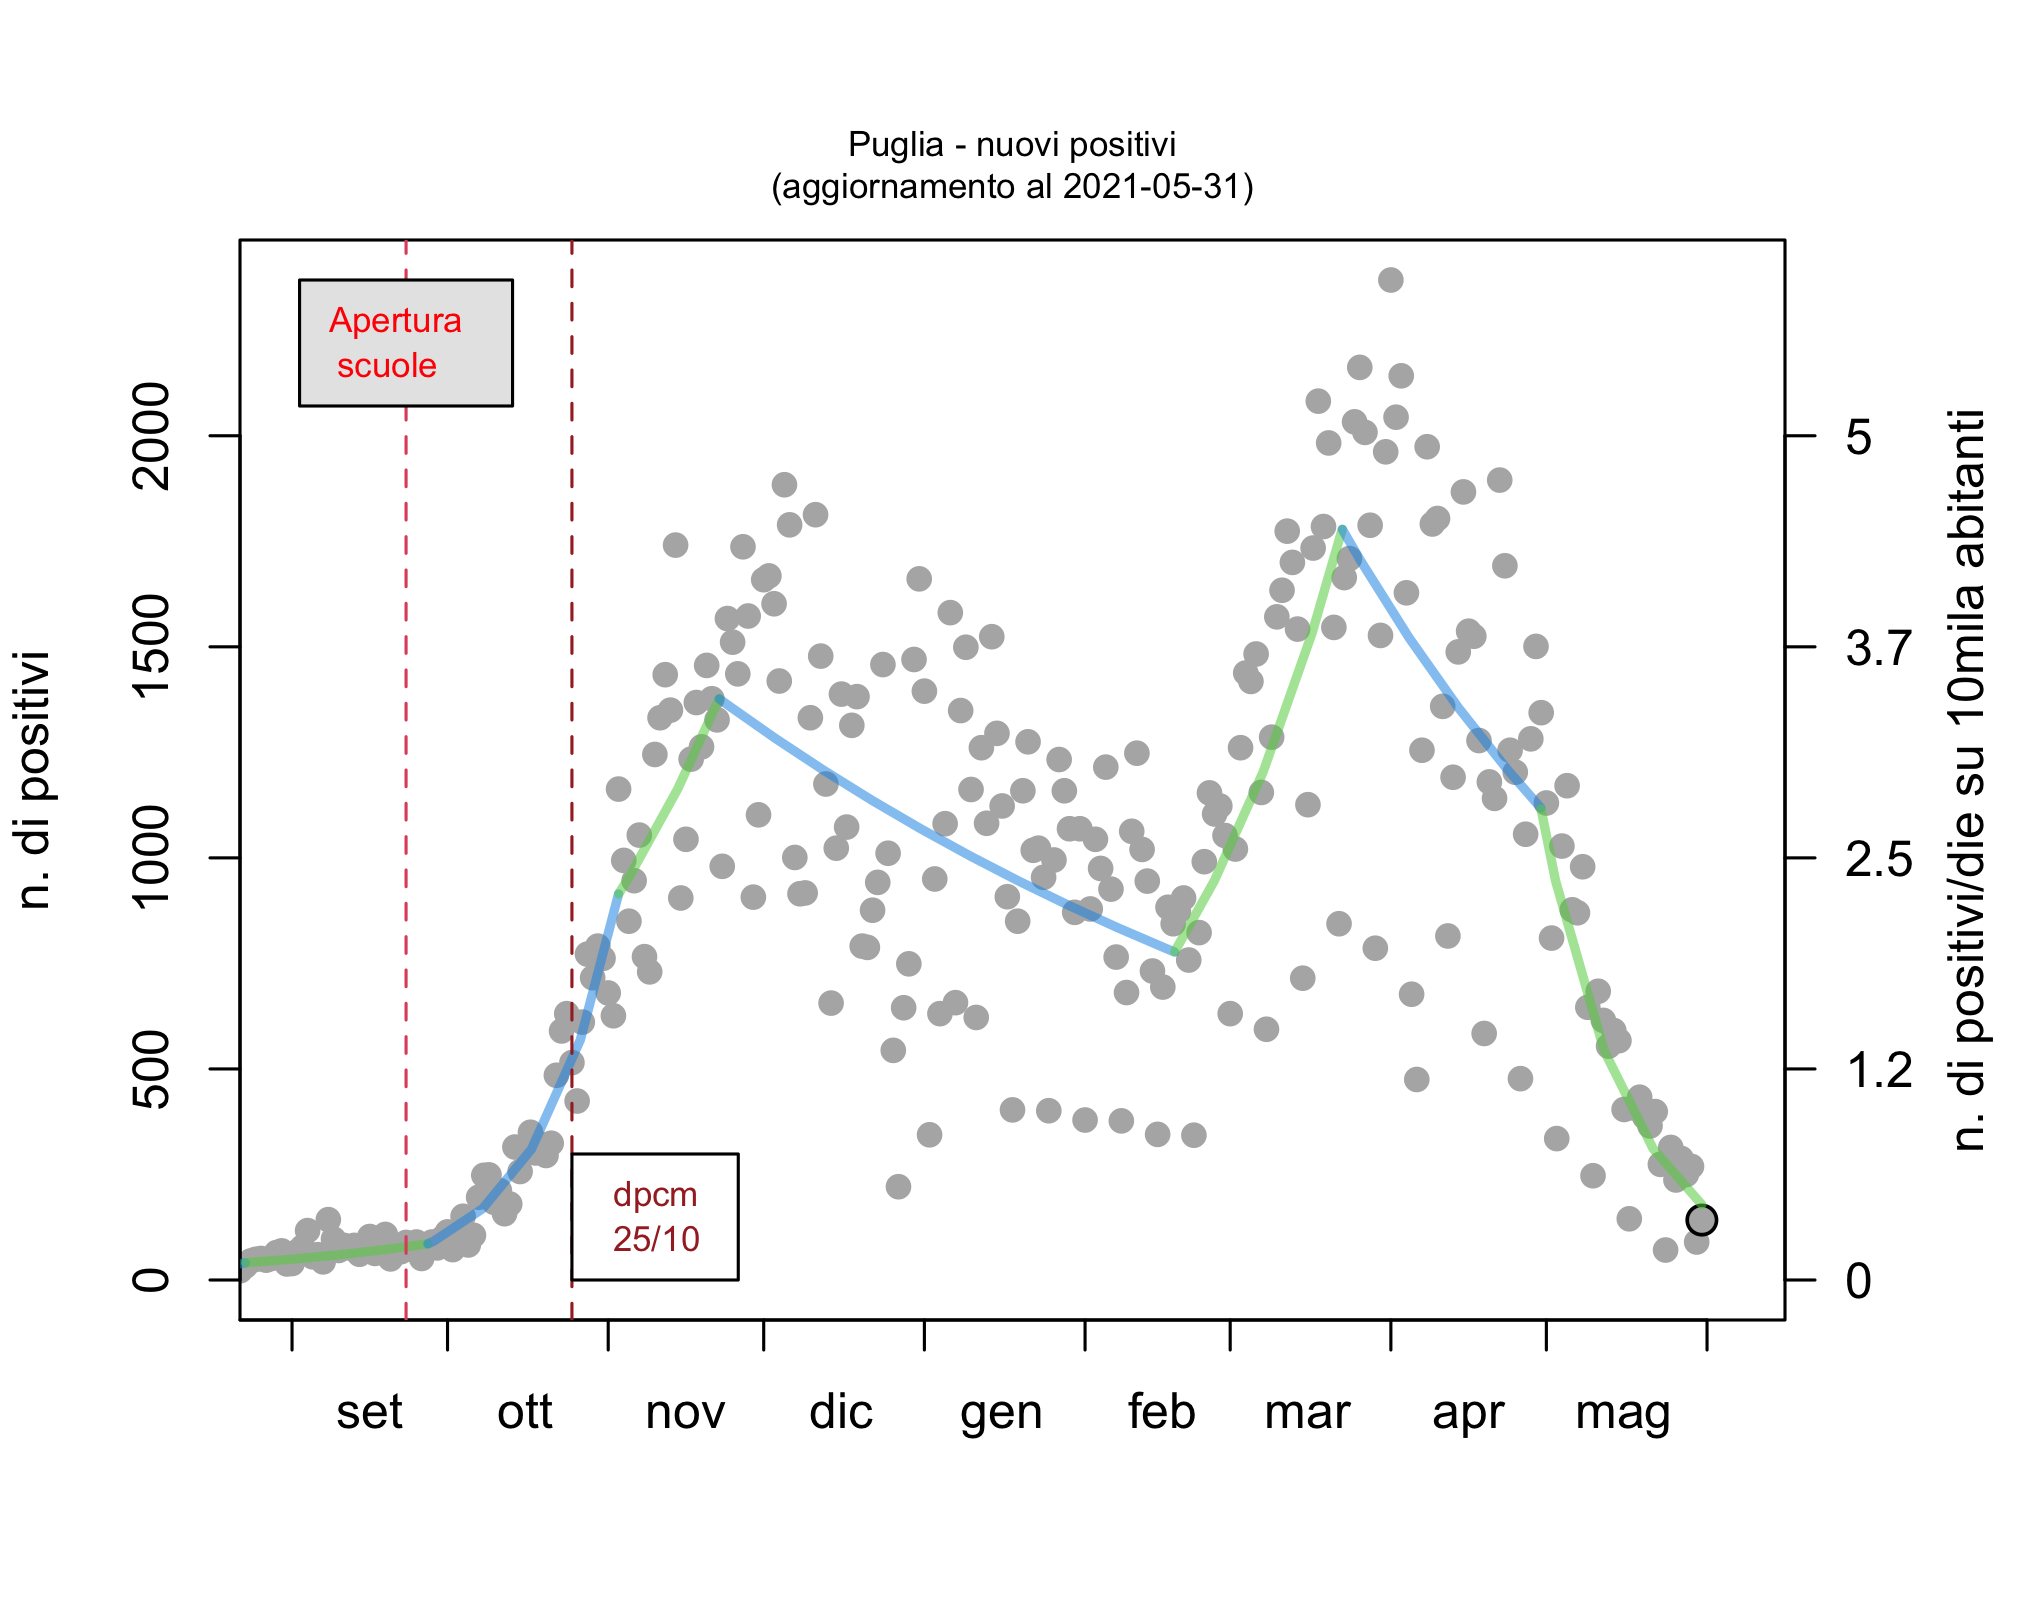 Puglia - nuovi positivi
(aggiornamento al 2021-05-31)
Apertura
scuole
dpcm
25/10
n. di positivi
0
500
1000
1500
2000
n. di positivi/die su 10mila abitanti
0
1.2
2.5
3.7
5
set ott nov dic gen feb mar apr mag